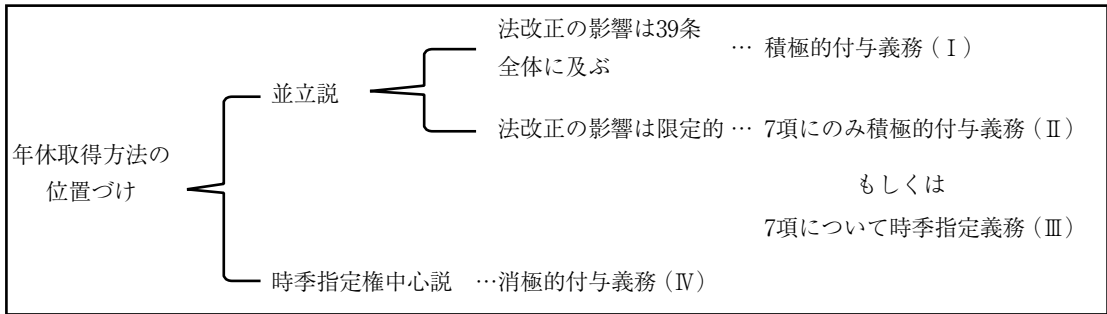 年休取得方法の
位置づけ
並立説
法改正の影響は39条
全体に及ぶ
… 積極的付与義務(Ⅰ)
法改正の影響は限定的 … 7項にのみ積極的付与義務(Ⅱ)
もしくは
7項について時季指定義務(Ⅲ)
時季指定権中心説 …消極的付与義務(Ⅳ)